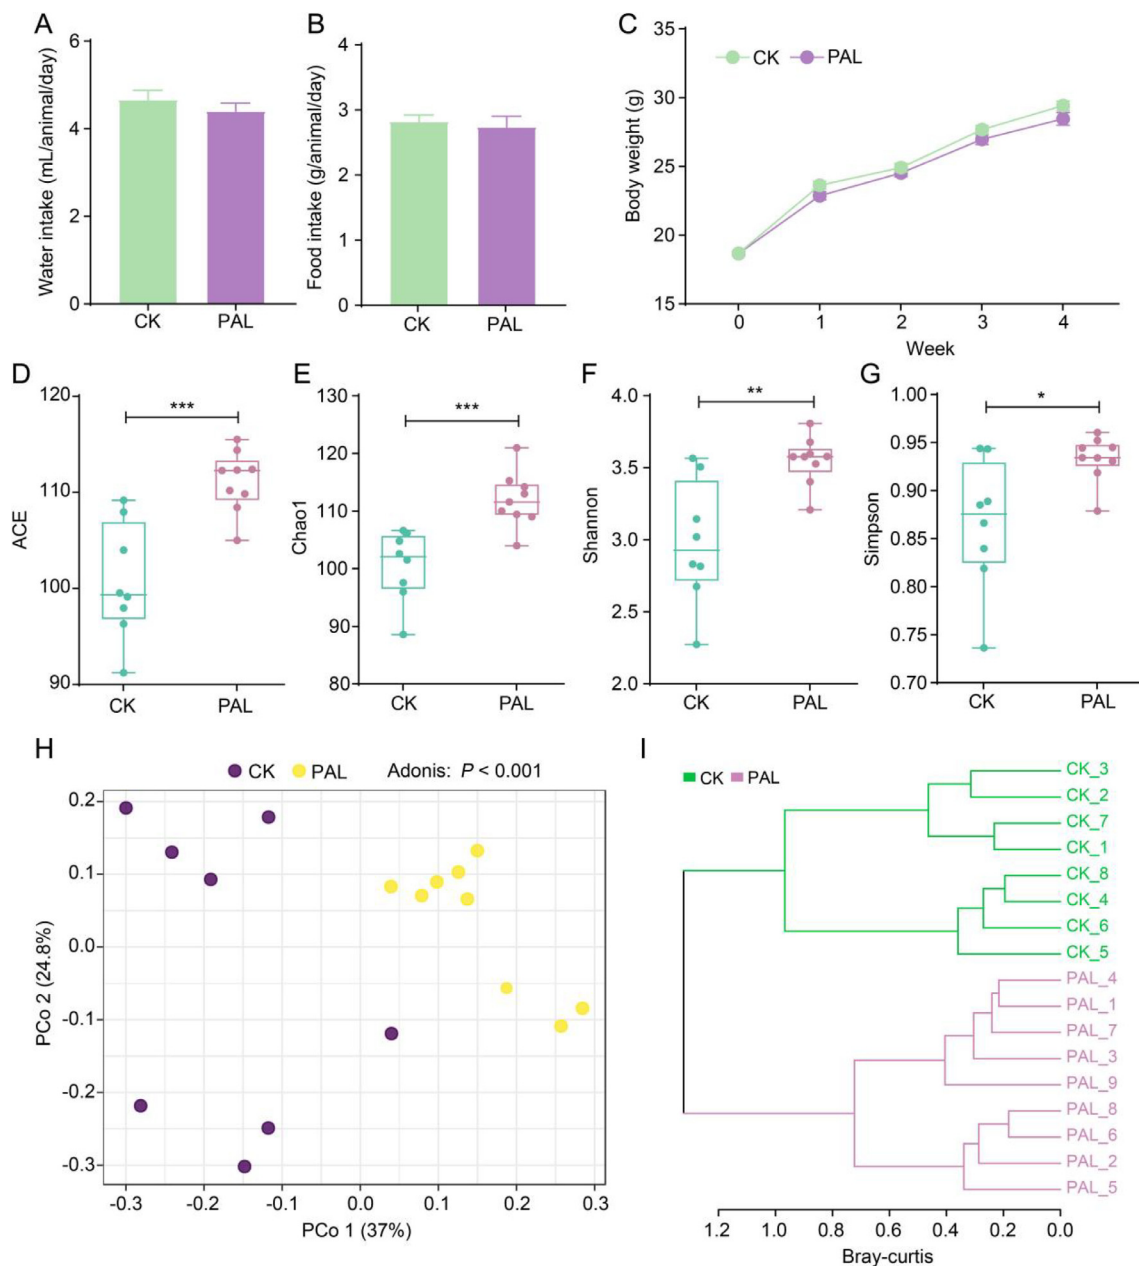 A
Water intake (mL/animal/day)
6
4
2
0
CK PAL
B
Food intake (g/animal/day)
4
3
2
1
0
CK PAL
C
CK PAL
Body weight (g)
35
30
25
20
15
0 1 2 3 4
Week
D
ACE
120
110
100
90
***
CK PAL
E
Chao1
130
120
110
100
90
80
***
CK PAL
F
Shannon
4.0
3.5
3.0
2.5
2.0
**
CK PAL
G
Simpson
1.00
0.95
0.90
0.85
0.80
0.75
0.70
*
CK PAL
H
CK PAL Adonis: P < 0.001
PCo 2 (24.8%)
0.2
0.1
0.0
-0.1
-0.2
-0.3
-0.3 -0.2 -0.1 0.0 0.1 0.2 0.3
PCo 1 (37%)
I
CK PAL
CK_3
CK_2
CK_7
CK_1
CK_8
CK_4
CK_6
CK_5
PAL_4
PAL_1
PAL_7
PAL_3
PAL_9
PAL_8
PAL_6
PAL_2
PAL_5
1.2 1.0 0.8 0.6 0.4 0.2 0.0
Bray-curtis